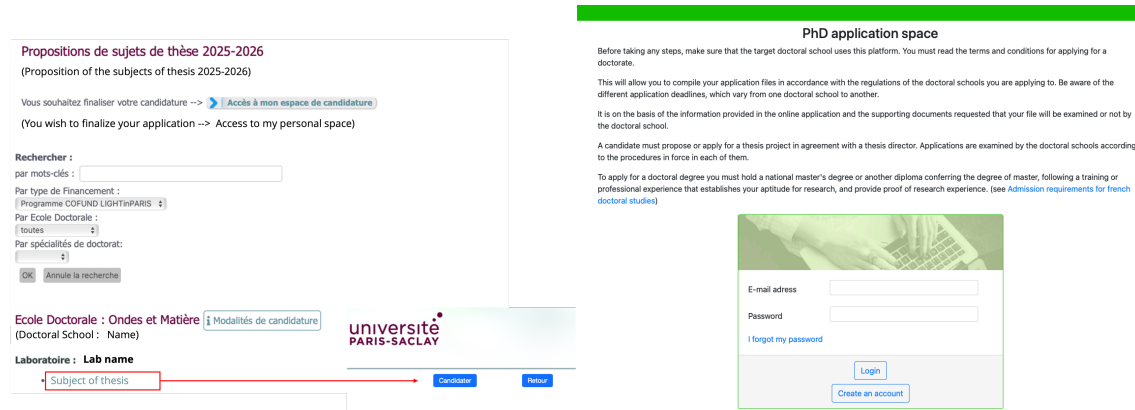 Propositions de sujets de thèse 2025-2026
(Proposition of the subjects of thesis 2025-2026)
Vous souhaitez finaliser votre candidature --> Accès à mon espace de candidature
(You wish to finalize your application --> Access to my personal space)
Rechercher :
par mots-clés :
Par type de Financement :
Programme COFUND LIGHTinPARIS
Par Ecole Doctorale :
toutes
Par spécialités de doctorat:
OK Annule la recherche
Ecole Doctorale : Ondes et Matière i Modalités de candidature
(Doctoral School : Name)
Laboratoire : Lab name
• Subject of thesis
université
PARIS-SACLAY
Candidater Retour
PhD application space
Before taking any steps, make sure that the target doctoral school uses this platform. You must read the terms and conditions for applying for a
doctorate.
This will allow you to compile your application files in accordance with the regulations of the doctoral schools you are applying to. Be aware of the
different application deadlines, which vary from one doctoral school to another.
It is on the basis of the information provided in the online application and the supporting documents requested that your file will be examined or not by
the doctoral school.
A candidate must propose or apply for a thesis project in agreement with a thesis director. Applications are examined by the doctoral schools according
to the procedures in force in each of them.
To apply for a doctoral degree you must hold a national master's degree or another diploma conferring the degree of master, following a training or
professional experience that establishes your aptitude for research, and provide proof of research experience. (see Admission requirements for french
doctoral studies)
E-mail adress
Password
I forgot my password
Login
Create an account